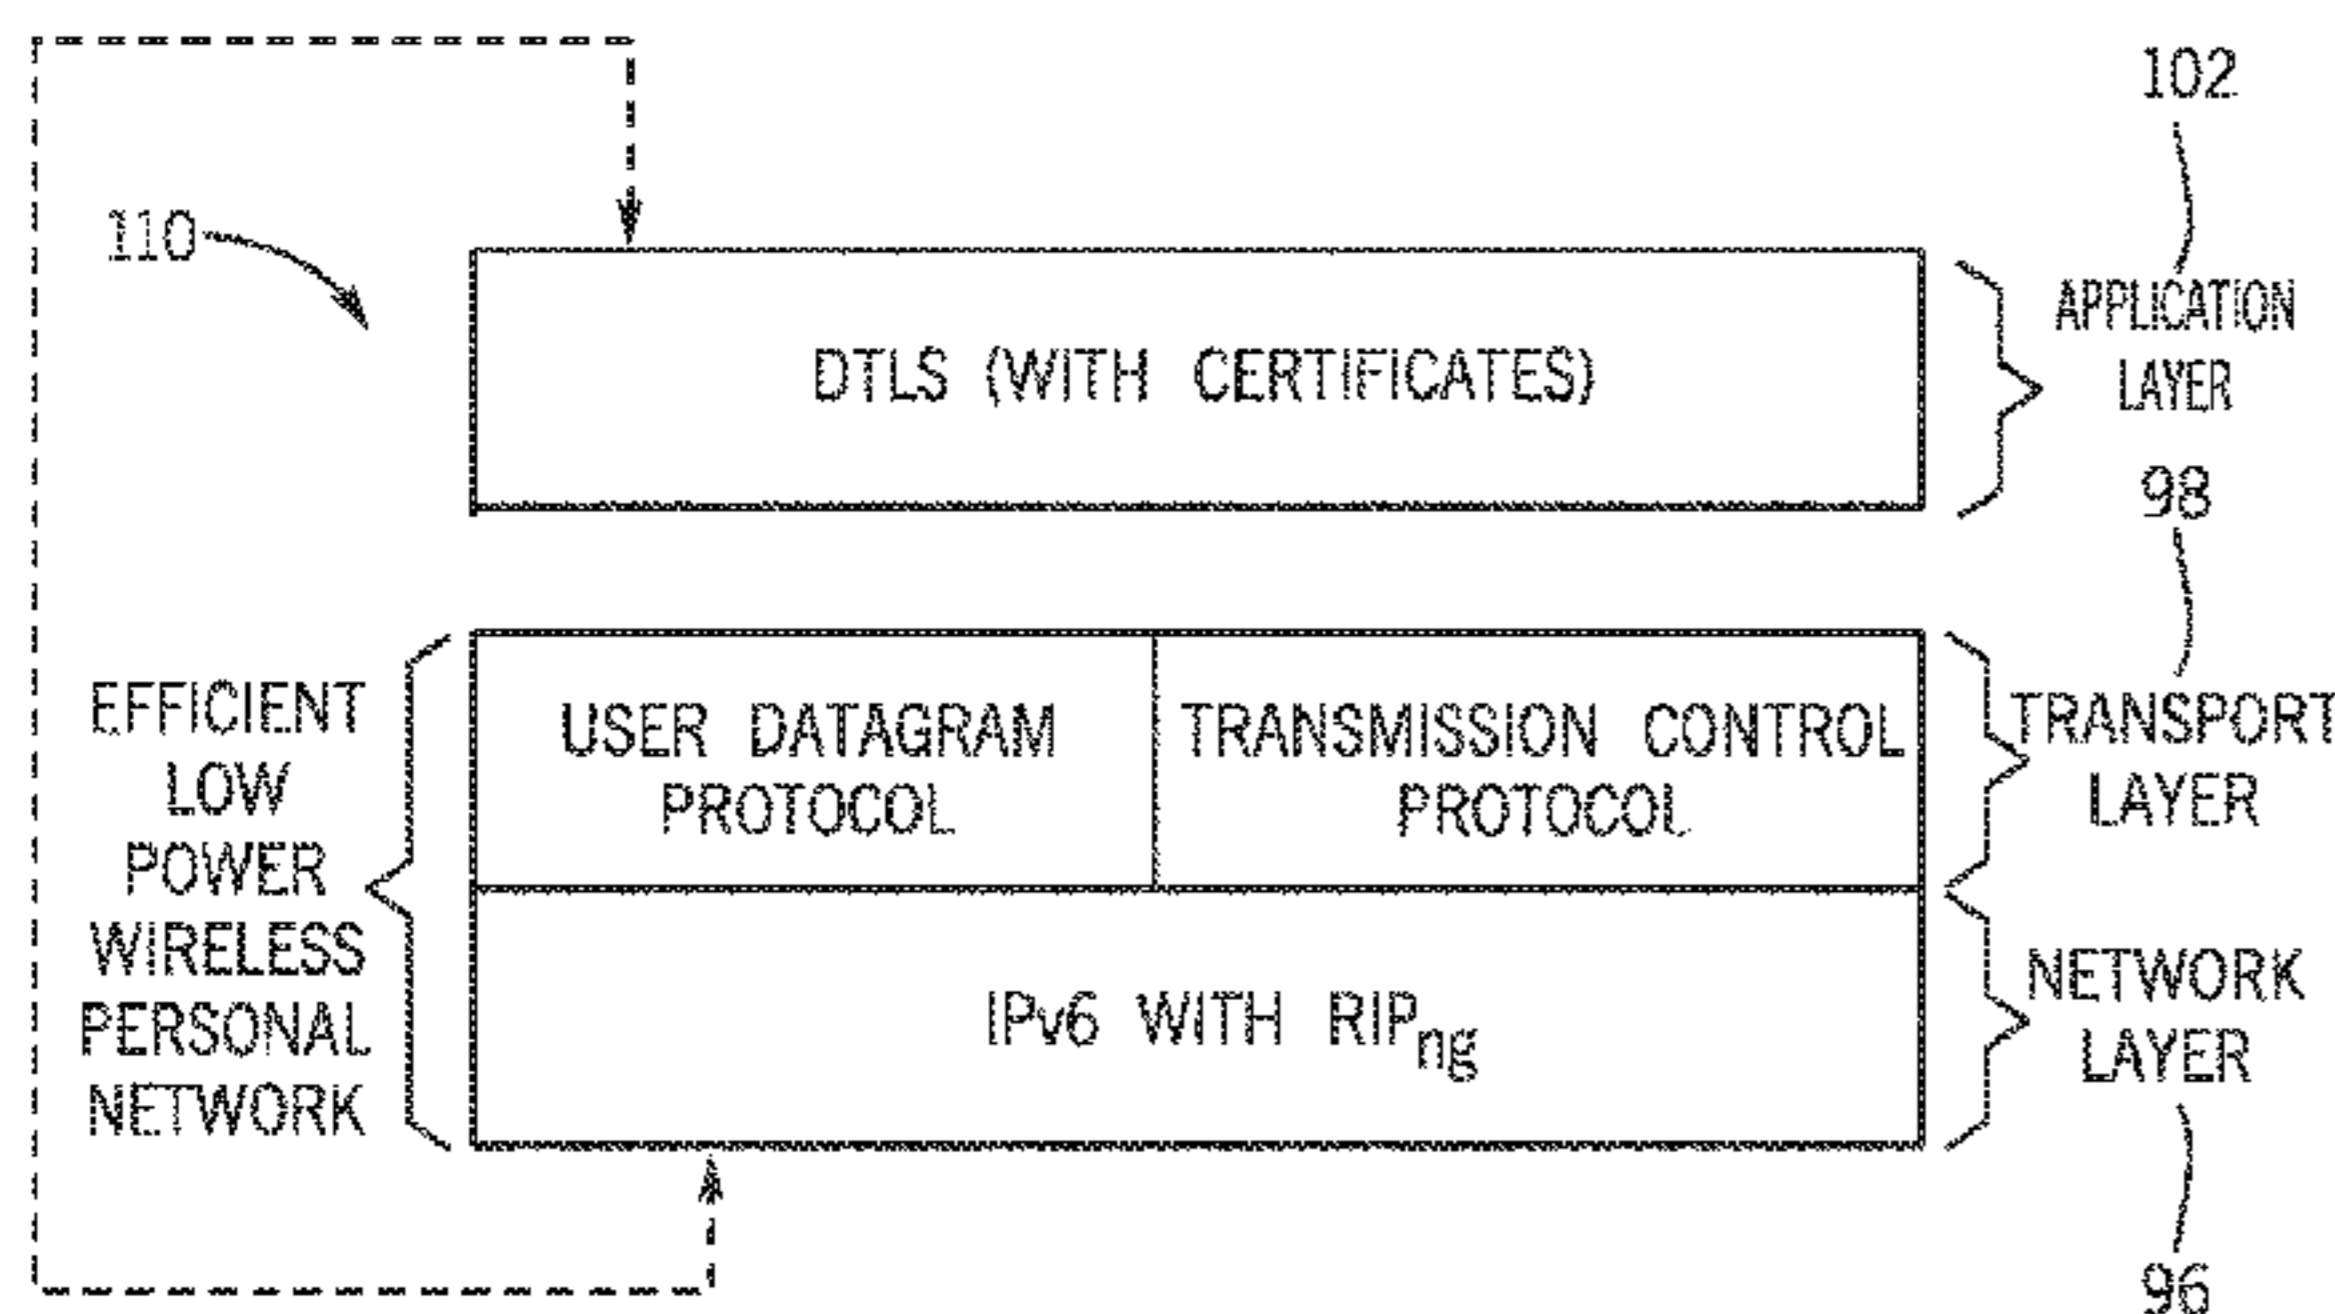 102
110
APPLICATION
LAYER
DTLS (WITH CERTIFICATES)
98
EFFICIENT
LOW
POWER
WIRELESS
PERSONAL
NETWORK
USER DATAGRAM
PROTOCOL
TRANSMISSION CONTROL
PROTOCOL
TRANSPORT
LAYER
IPv6 WITH RIPng
NETWORK
LAYER
96